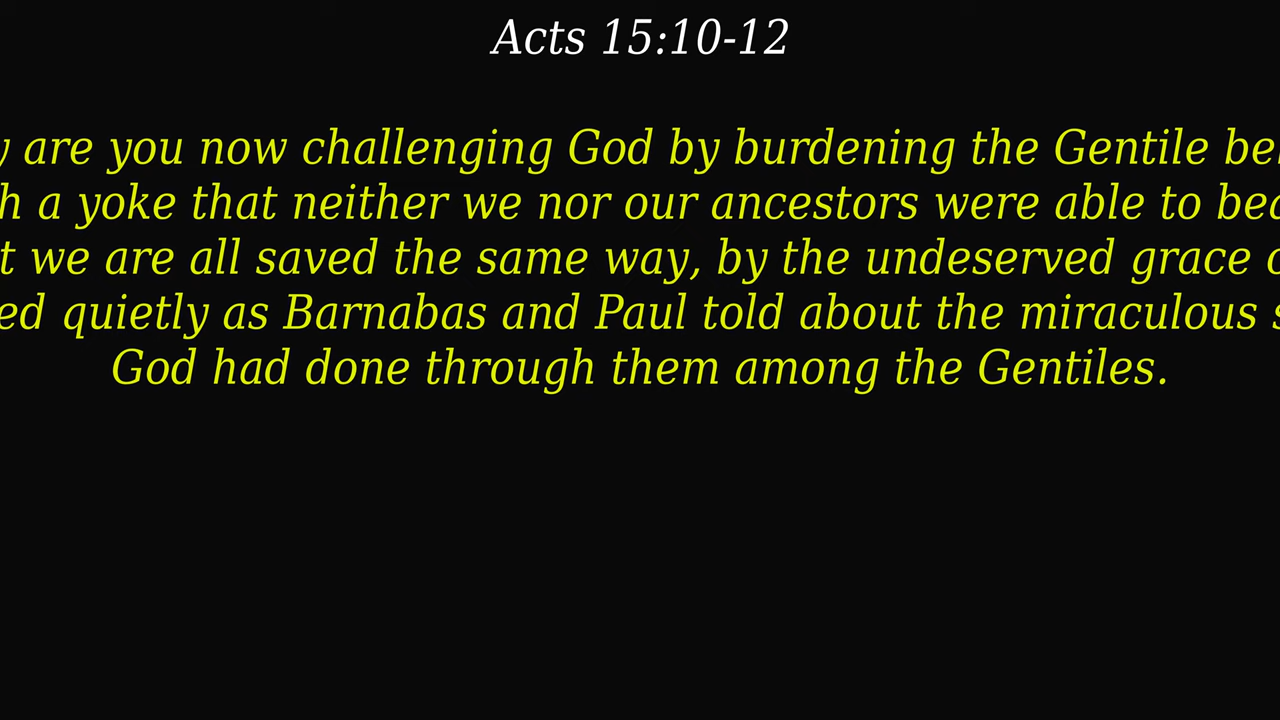 Acts 15:10-12
are you now challenging God by burdening the Gentile
a yoke that neither we nor our ancestors were able to
we are all saved the same way, by the undeserved grace
quietly as Barnabas and Paul told about the miraculous
God had done through them among the Gentiles.